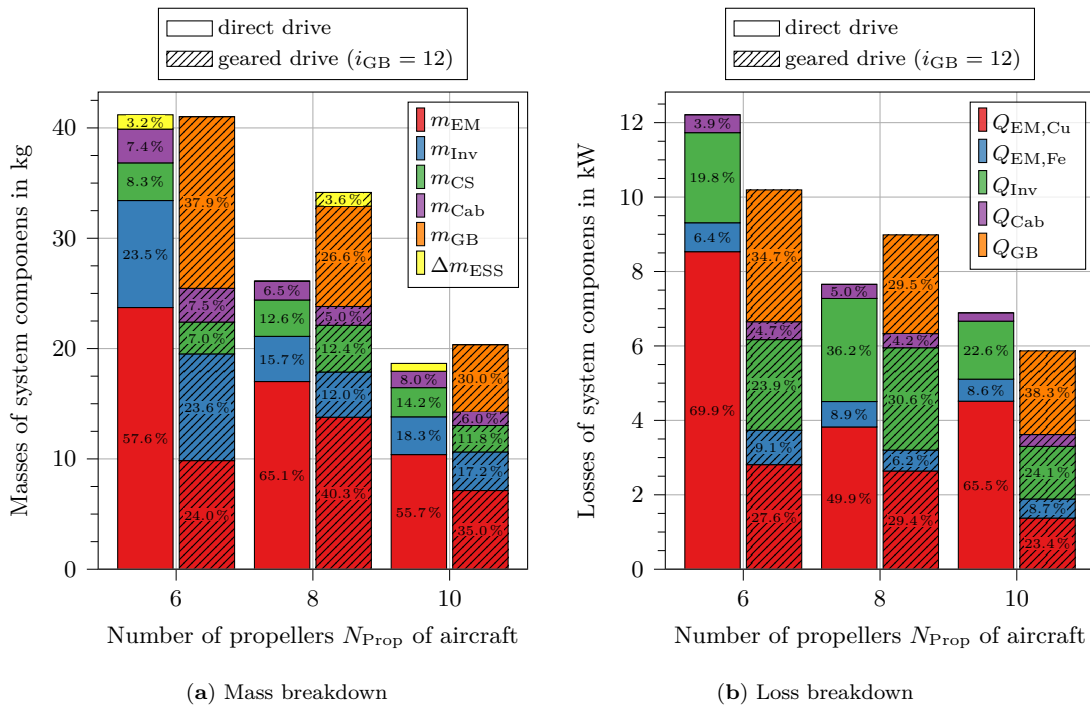 direct drive
geared drive (iGB = 12)
Masses of system componens in kg
40
30
20
10
0
mEM
mInv
mCS
mCab
mGB
ΔmESS
3.2 %
7.4 %
8.3 %
23.5 %
57.6 %
37.9 %
7.5 %
7.0 %
23.6 %
24.0 %
6.5 %
12.6 %
15.7 %
65.1 %
3.6 %
26.6 %
5.0 %
12.4 %
12.0 %
40.3 %
8.0 %
14.2 %
18.3 %
55.7 %
30.0 %
6.0 %
11.8 %
17.2 %
35.0 %
6 8 10
Number of propellers NProp of aircraft
(a) Mass breakdown
direct drive
geared drive (iGB = 12)
Losses of system componens in kW
12
10
8
6
4
2
0
QEM,Cu
QEM,Fe
QInv
QCab
QGB
3.9 %
19.8 %
6.4 %
69.9 %
34.7 %
4.7 %
23.9 %
9.1 %
27.6 %
5.0 %
36.2 %
8.9 %
49.9 %
29.5 %
4.2 %
30.6 %
6.2 %
29.4 %
22.6 %
8.6 %
65.5 %
38.3 %
24.1 %
8.7 %
23.4 %
6 8 10
Number of propellers NProp of aircraft
(b) Loss breakdown